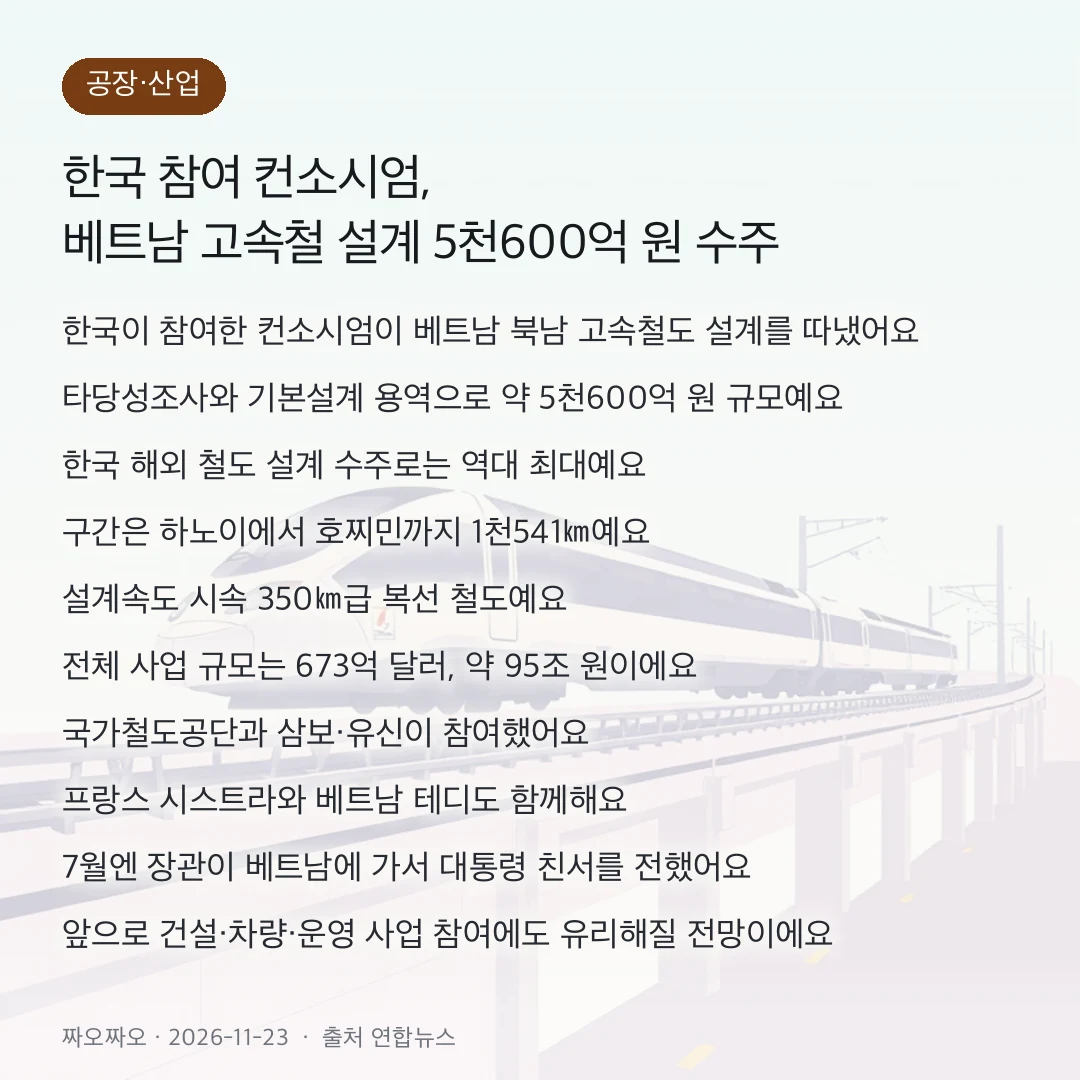 공장·산업
한국 참여 컨소시엄,
베트남 고속철 설계 5천600억 원 수주
한국이 참여한 컨소시엄이 베트남 북남 고속철도 설계를 따냈어요
타당성조사와 기본설계 용역으로 약 5천600억 원 규모예요
한국 해외 철도 설계 수주로는 역대 최대예요
구간은 하노이에서 호찌민까지 1천541㎞예요
설계속도 시속 350㎞급 복선 철도예요
전체 사업 규모는 673억 달러, 약 95조 원이에요
국가철도공단과 삼보·유신이 참여했어요
프랑스 시스트라와 베트남 테디도 함께해요
7월엔 장관이 베트남에 가서 대통령 친서를 전했어요
앞으로 건설·차량·운영 사업 참여에도 유리해질 전망이에요
짜오짜오 · 2026-11-23 · 출처 연합뉴스